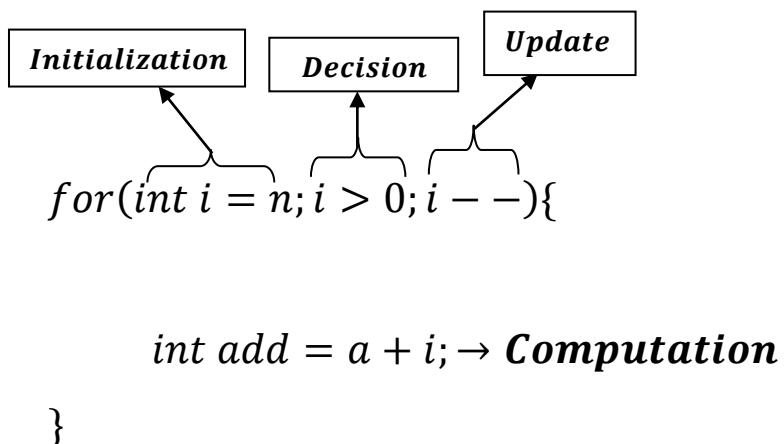 Initialization Decision Update
for(int i = n; i > 0; i − −){
int add = a + i; → Computation
}